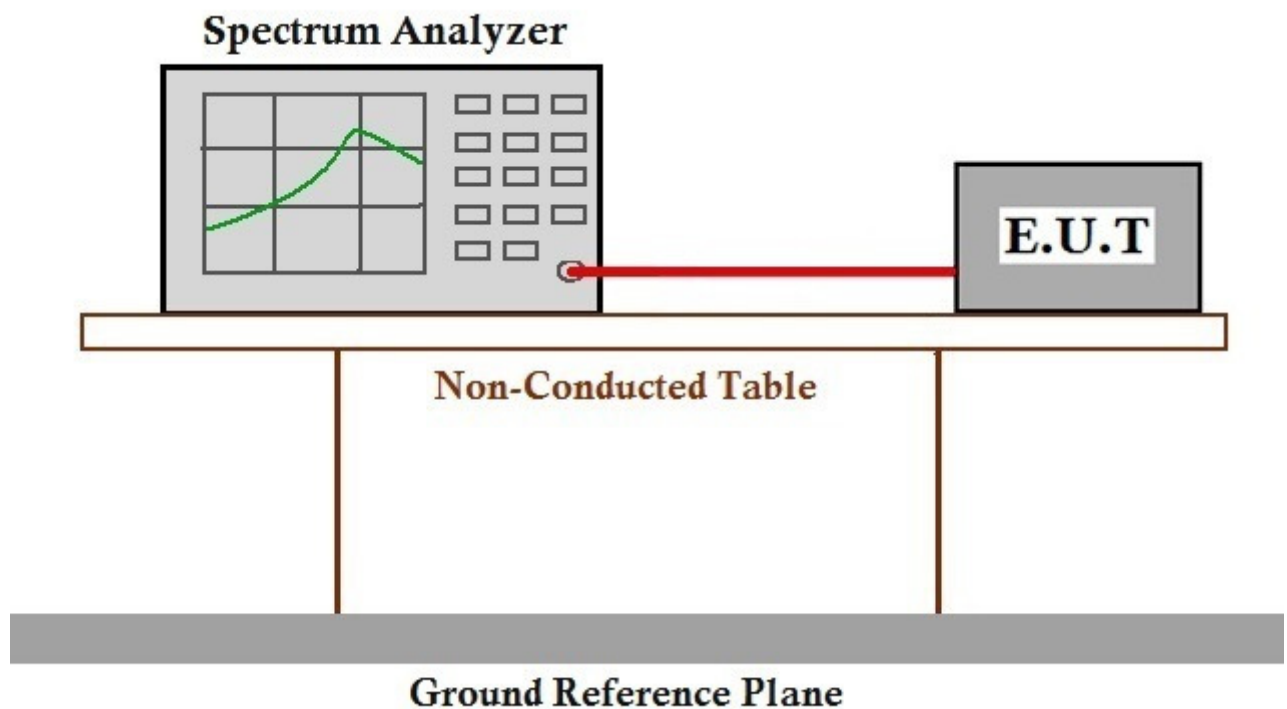 Spectrum Analyzer
E.U.T
Non-Conducted Table
Ground Reference Plane